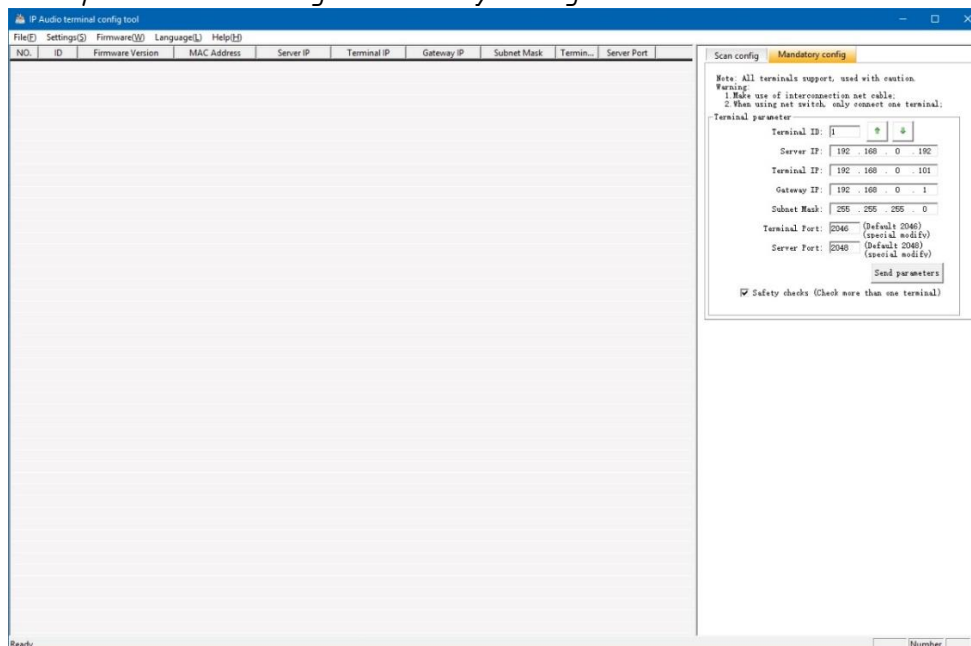 IP Audio terminal config tool
File(F) Settings(S) Firmware(W) Language(L) Help(H)
NO. ID Firmware Version MAC Address Server IP Terminal IP Gateway IP Subnet Mask Termin... Server Port
Scan config Mandatory config
Note: All terminals support, used with caution.
Warning:
1.Make use of interconnection net cable;
2.When using net switch, only connect one terminal;
Terminal parameter
Terminal ID: 1
Server IP: 192 . 168 . 0 . 192
Terminal IP: 192 . 168 . 0 . 101
Gateway IP: 192 . 168 . 0 . 1
Subnet Mask: 255 . 255 . 255 . 0
Terminal Port: 2046 (Default 2046)
(special modify)
Server Port: 2048 (Default 2048)
(special modify)
Send parameters
Safety checks (Check more than one terminal)
Ready Number